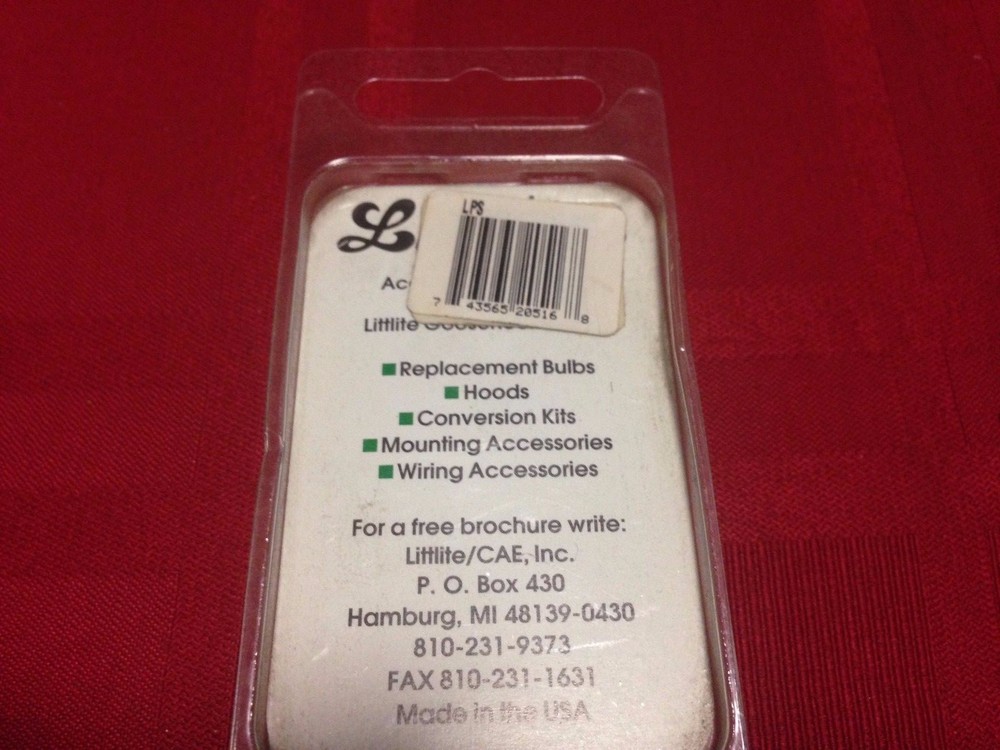 L
LPS
7 43565 20516 8
Ac
Littlite
■ Replacement Bulbs
■ Hoods
■ Conversion Kits
■ Mounting Accessories
■ Wiring Accessories
For a free brochure write:
Littlite/CAE, Inc.
P. O. Box 430
Hamburg, MI 48139-0430
810-231-9373
FAX 810-231-1631
Made in the USA